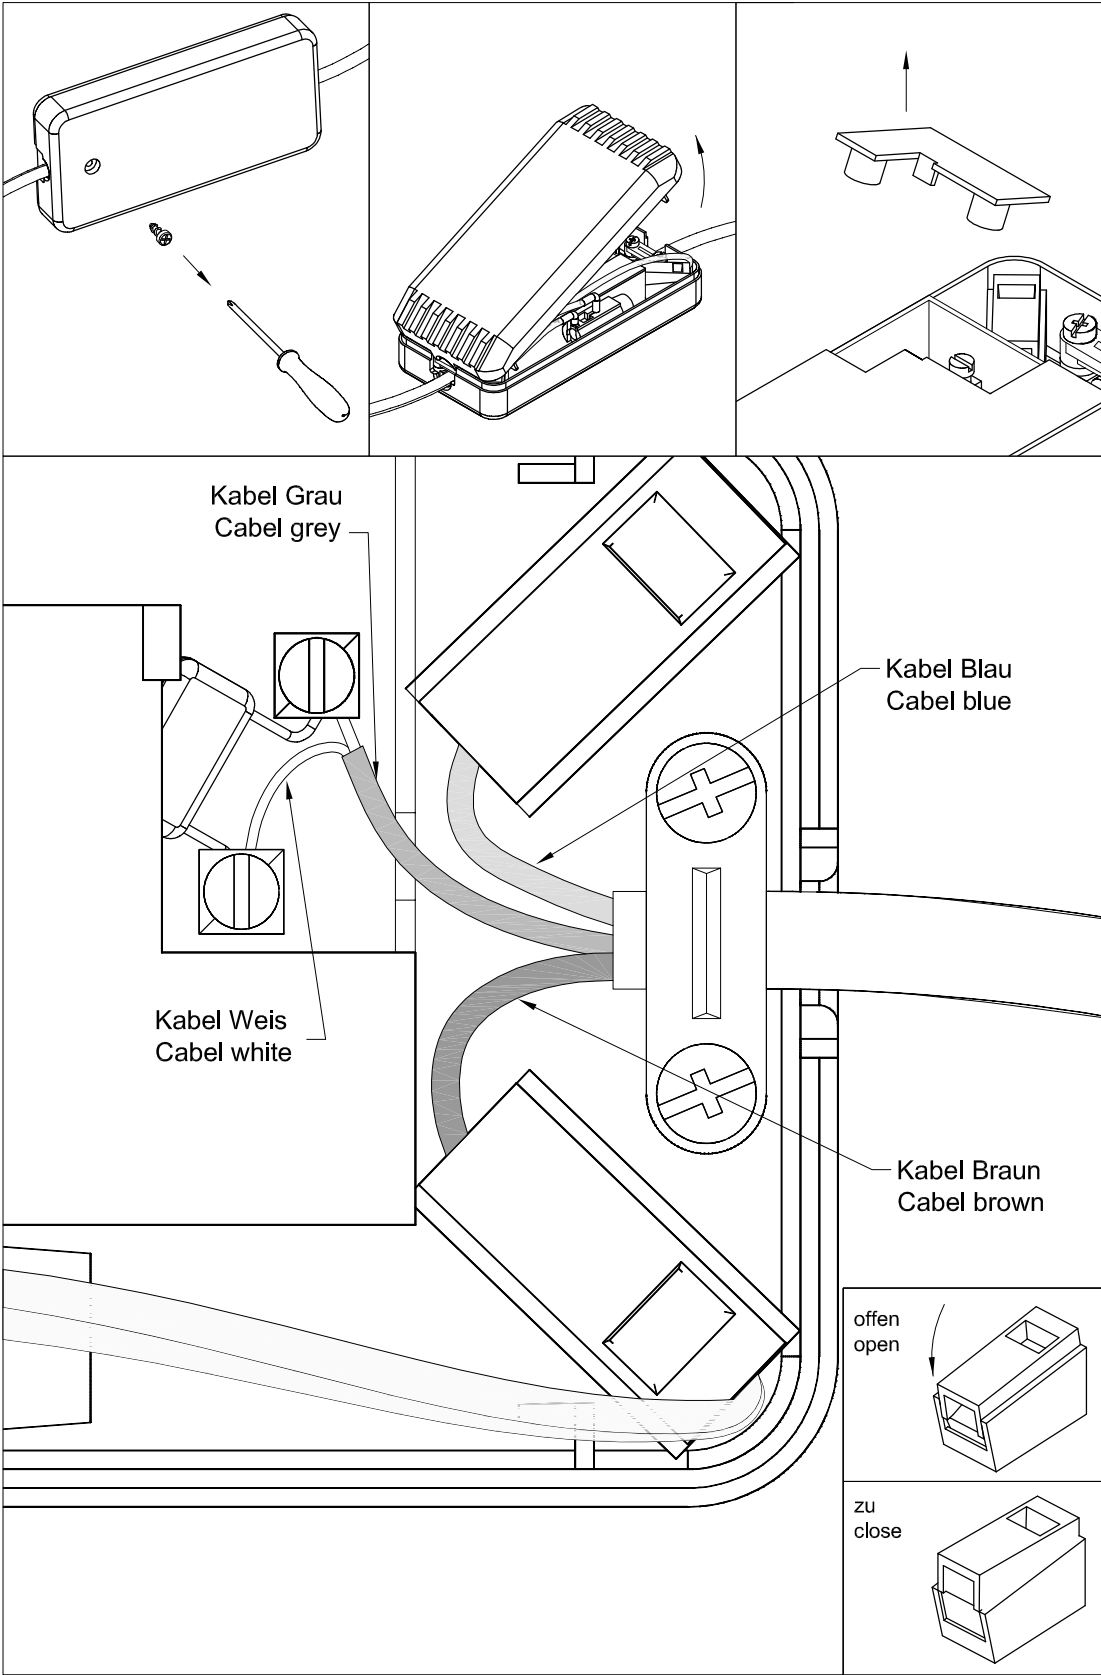 Kabel Grau
Cabel grey
Kabel Blau
Cabel blue
Kabel Weis
Cabel white
Kabel Braun
Cabel brown
offen
open
zu
close